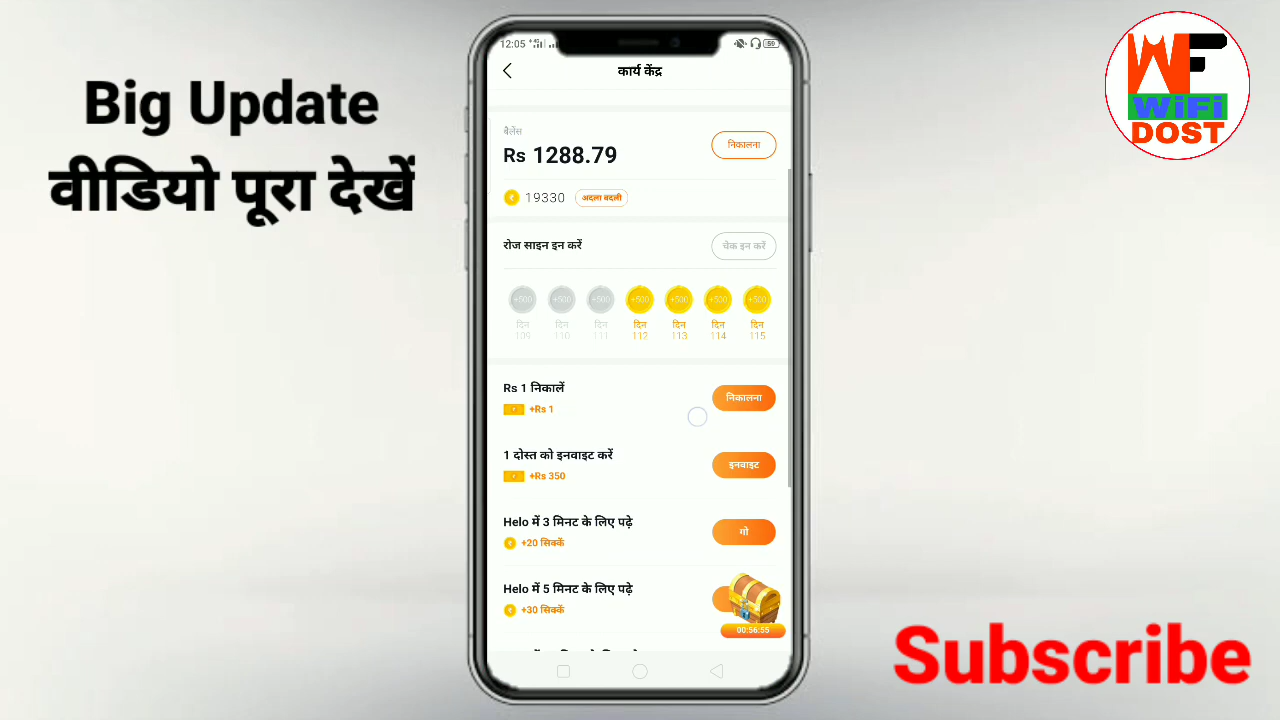 Big Update
वीडियो पूरा देखें
WF
WiFi
DOST
12:05
59
कार्य केंद्र
बैलेंस
Rs 1288.79
निकालना
19330
अदला बदली
रोज साइन इन करें
चेक इन करें
+500 +500 +500 +500 +500 +500 +500
दिन दिन दिन दिन दिन दिन दिन
109 110 111 112 113 114 115
Rs 1 निकालें
+Rs 1
निकालना
1 दोस्त को इनवाइट करें
+Rs 350
इनवाइट
Helo में 3 मिनट के लिए पढ़े
+20 सिक्कें
गो
Helo में 5 मिनट के लिए पढ़े
+30 सिक्कें
00:56:55
Subscribe